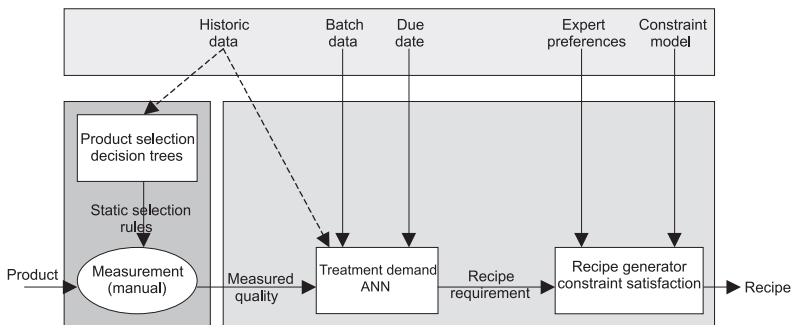 Historic
data
Batch
data
Due
date
Expert
preferences
Constraint
model
Product selection
decision trees
Static selection
rules
Product
Measurement
(manual)
Measured
quality
Treatment demand
ANN
Recipe
requirement
Recipe generator
constraint satisfaction
Recipe